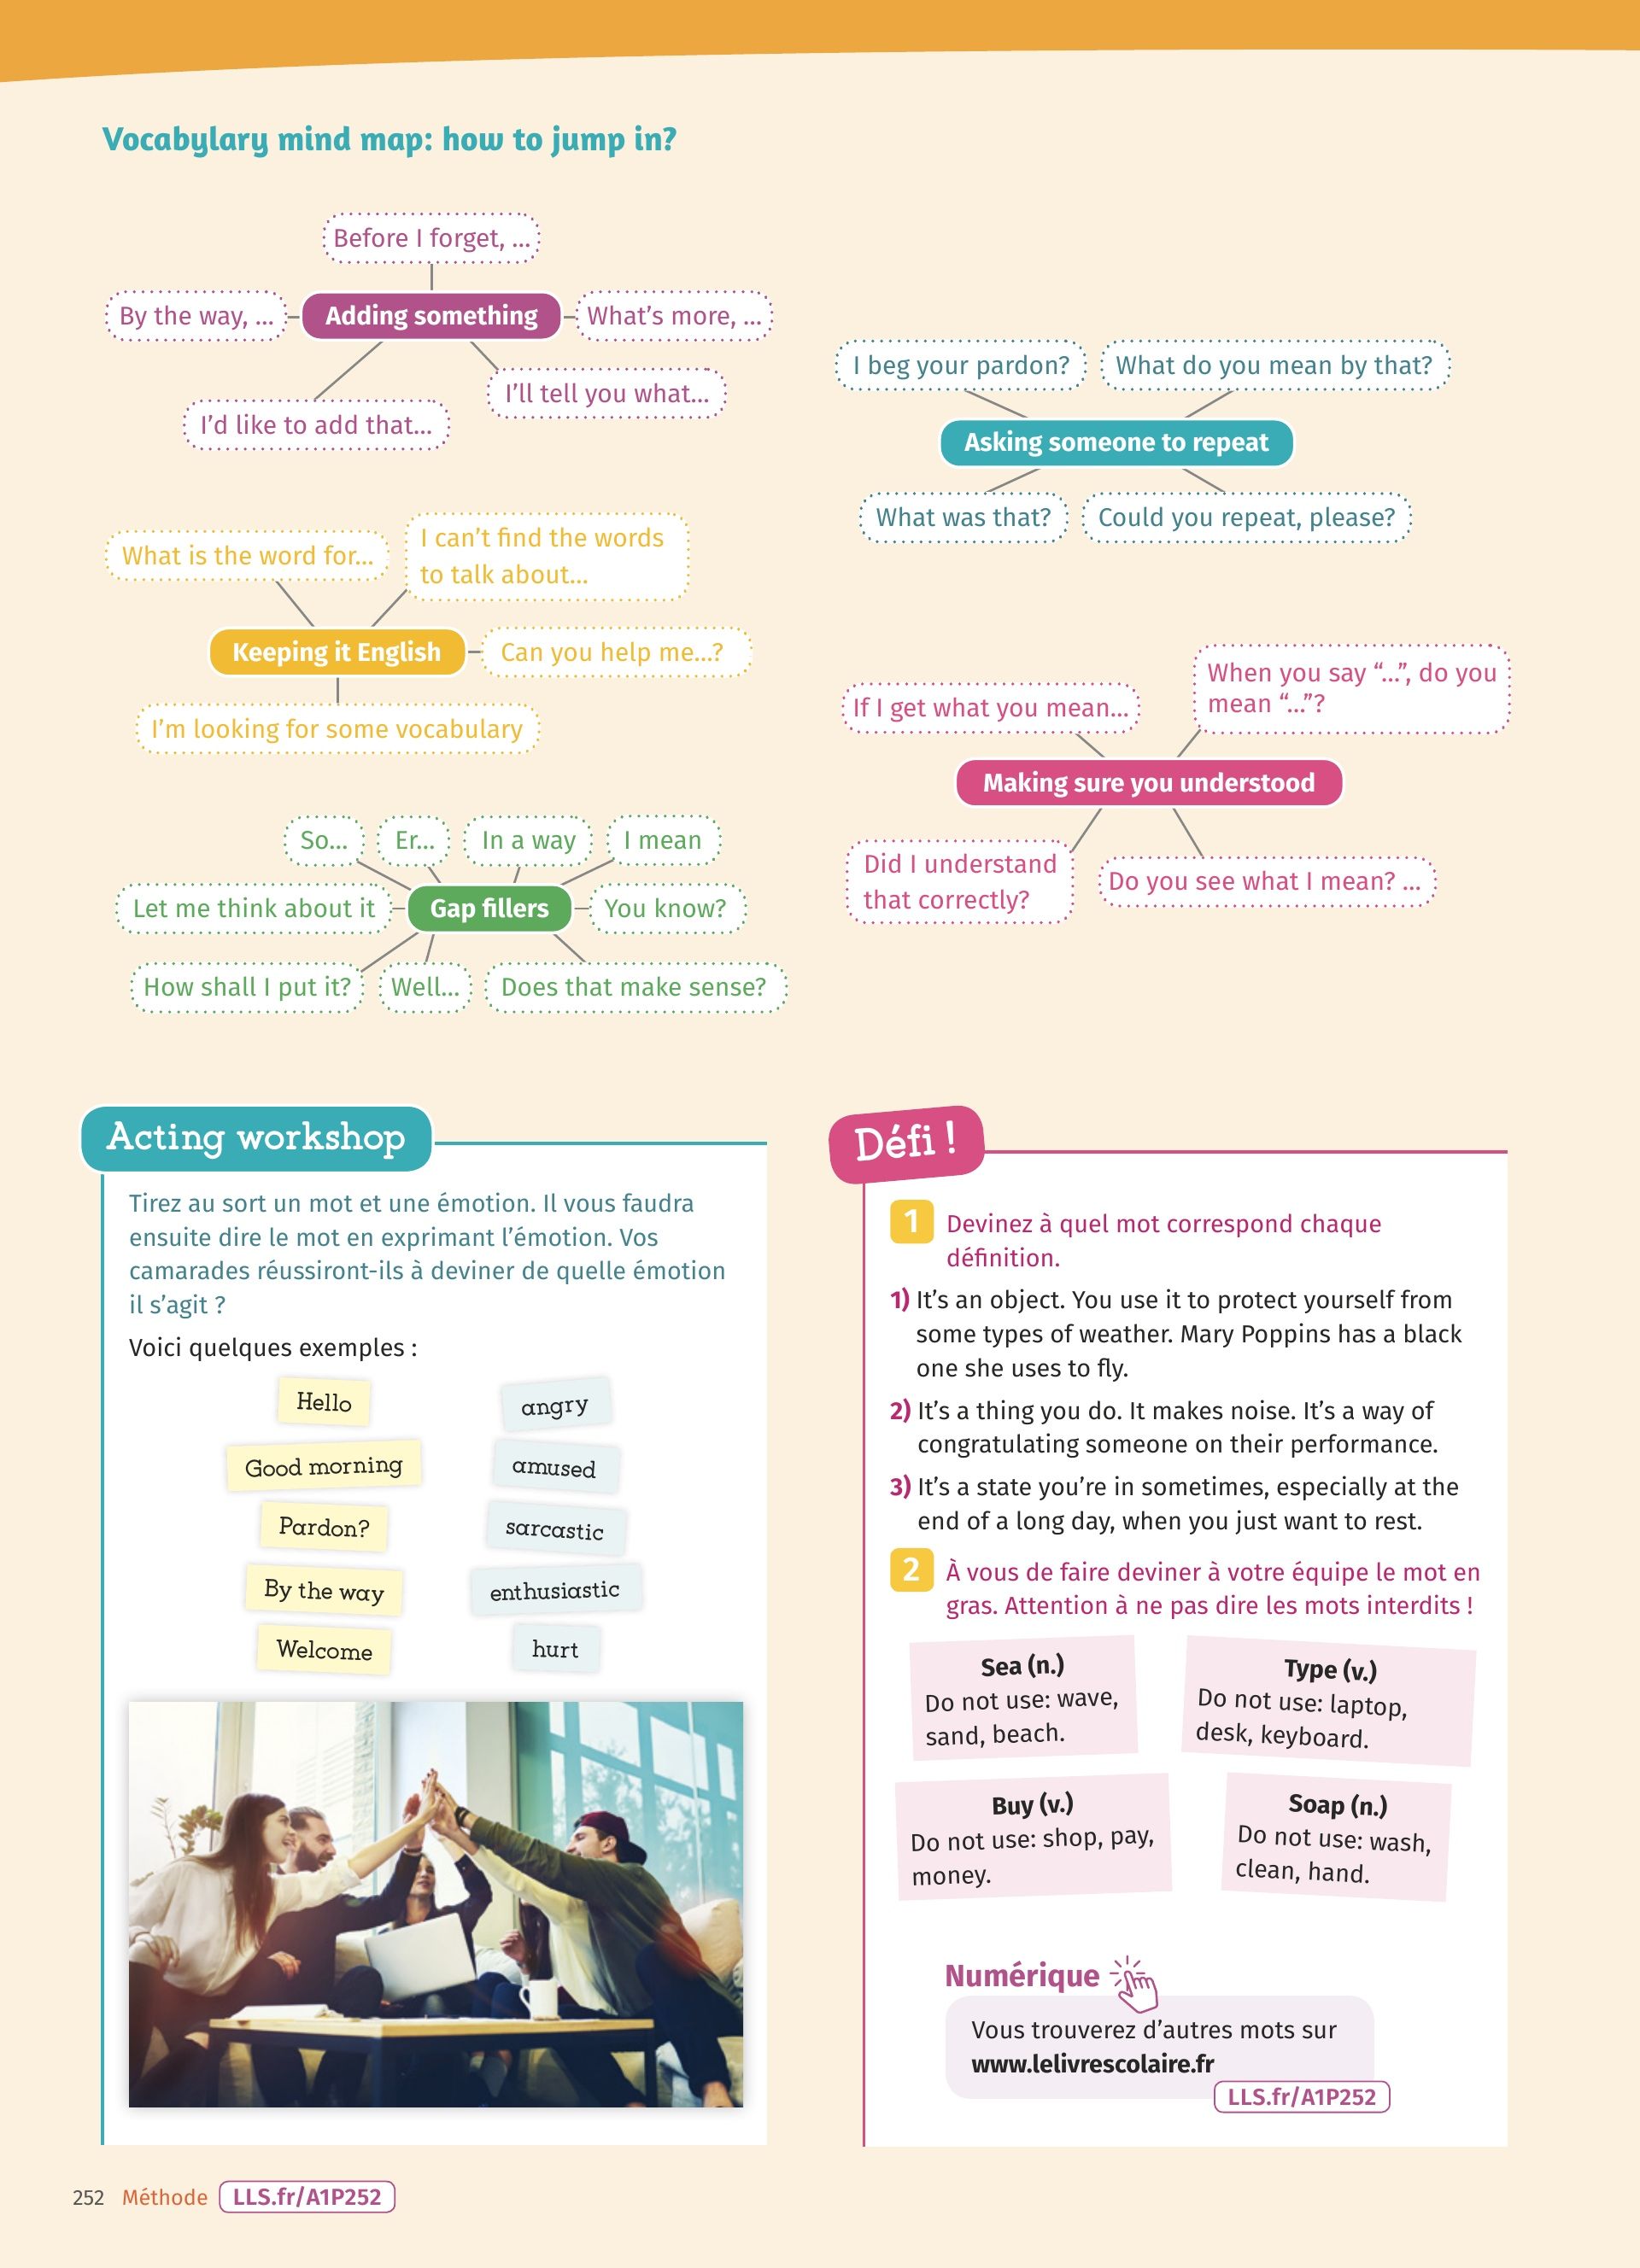 Vocabylary mind map: how to jump in?
Before I forget, ...
By the way, ...
Adding something
What's more, ...
I'd like to add that...
I'll tell you what...
What is the word for...
I can't find the words
to talk about...
Keeping it English
Can you help me...?
I'm looking for some vocabulary
So...
Er...
In a way
I mean
Let me think about it
Gap fillers
You know?
How shall I put it?
Well...
Does that make sense?
I beg your pardon?
What do you mean by that?
Asking someone to repeat
What was that?
Could you repeat, please?
If I get what you mean...
When you say “...”, do you
mean “...”?
Making sure you understood
Did I understand
that correctly?
Do you see what I mean? ...
Acting workshop
Tirez au sort un mot et une émotion. Il vous faudra
ensuite dire le mot en exprimant l’émotion. Vos
camarades réussiront-ils à deviner de quelle émotion
il s’agit ?
Voici quelques exemples :
Hello
angry
Good morning
amused
Pardon?
sarcastic
By the way
enthusiastic
Welcome
hurt
Défi !
1 Devinez à quel mot correspond chaque
définition.
1) It’s an object. You use it to protect yourself from
some types of weather. Mary Poppins has a black
one she uses to fly.
2) It’s a thing you do. It makes noise. It’s a way of
congratulating someone on their performance.
3) It’s a state you’re in sometimes, especially at the
end of a long day, when you just want to rest.
2 À vous de faire deviner à votre équipe le mot en
gras. Attention à ne pas dire les mots interdits !
Sea (n.)
Do not use: wave,
sand, beach.
Type (v.)
Do not use: laptop,
desk, keyboard.
Buy (v.)
Do not use: shop, pay,
money.
Soap (n.)
Do not use: wash,
clean, hand.
Numérique
Vous trouverez d’autres mots sur
www.lelivrescolaire.fr
LLS.fr/A1P252
252 Méthode LLS.fr/A1P252